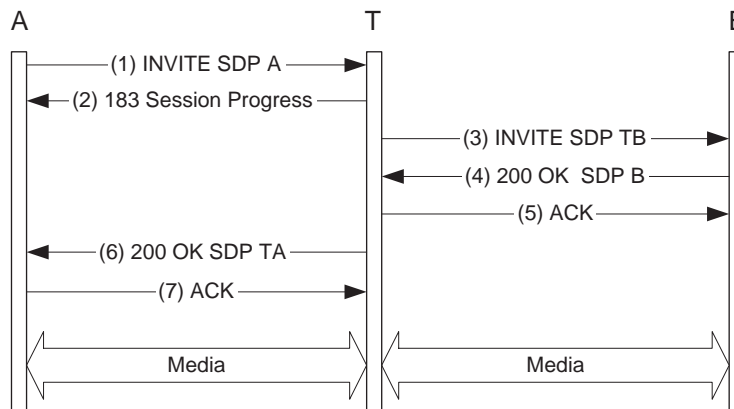 A T B
(1) INVITE SDP A
(2) 183 Session Progress
(3) INVITE SDP TB
(4) 200 OK SDP B
(5) ACK
(6) 200 OK SDP TA
(7) ACK
Media Media